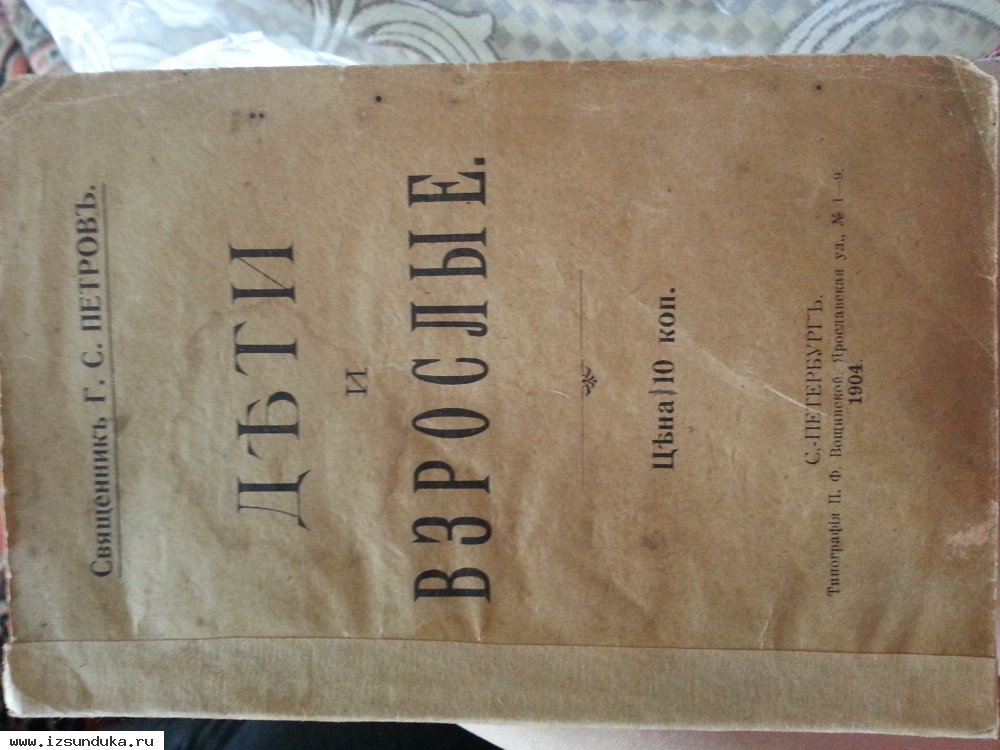 Священникъ Г. С. ПЕТРОВЪ.
ДѢТИ
И
ВЗРОСЛЫЕ.
Цѣна 10 коп.
С.-ПЕТЕРБУРГЪ.
Типографія П. Ф. Вощинской, Ярославская ул., № 1—9.
1904.
www.izsunduka.ru